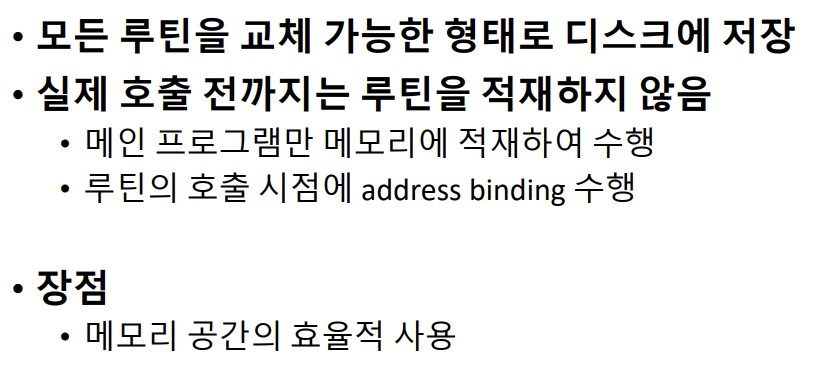 • 모든 루틴을 교체 가능한 형태로 디스크에 저장
• 실제 호출 전까지는 루틴을 적재하지 않음
• 메인 프로그램만 메모리에 적재하여 수행
• 루틴의 호출 시점에 address binding 수행
• 장점
• 메모리 공간의 효율적 사용